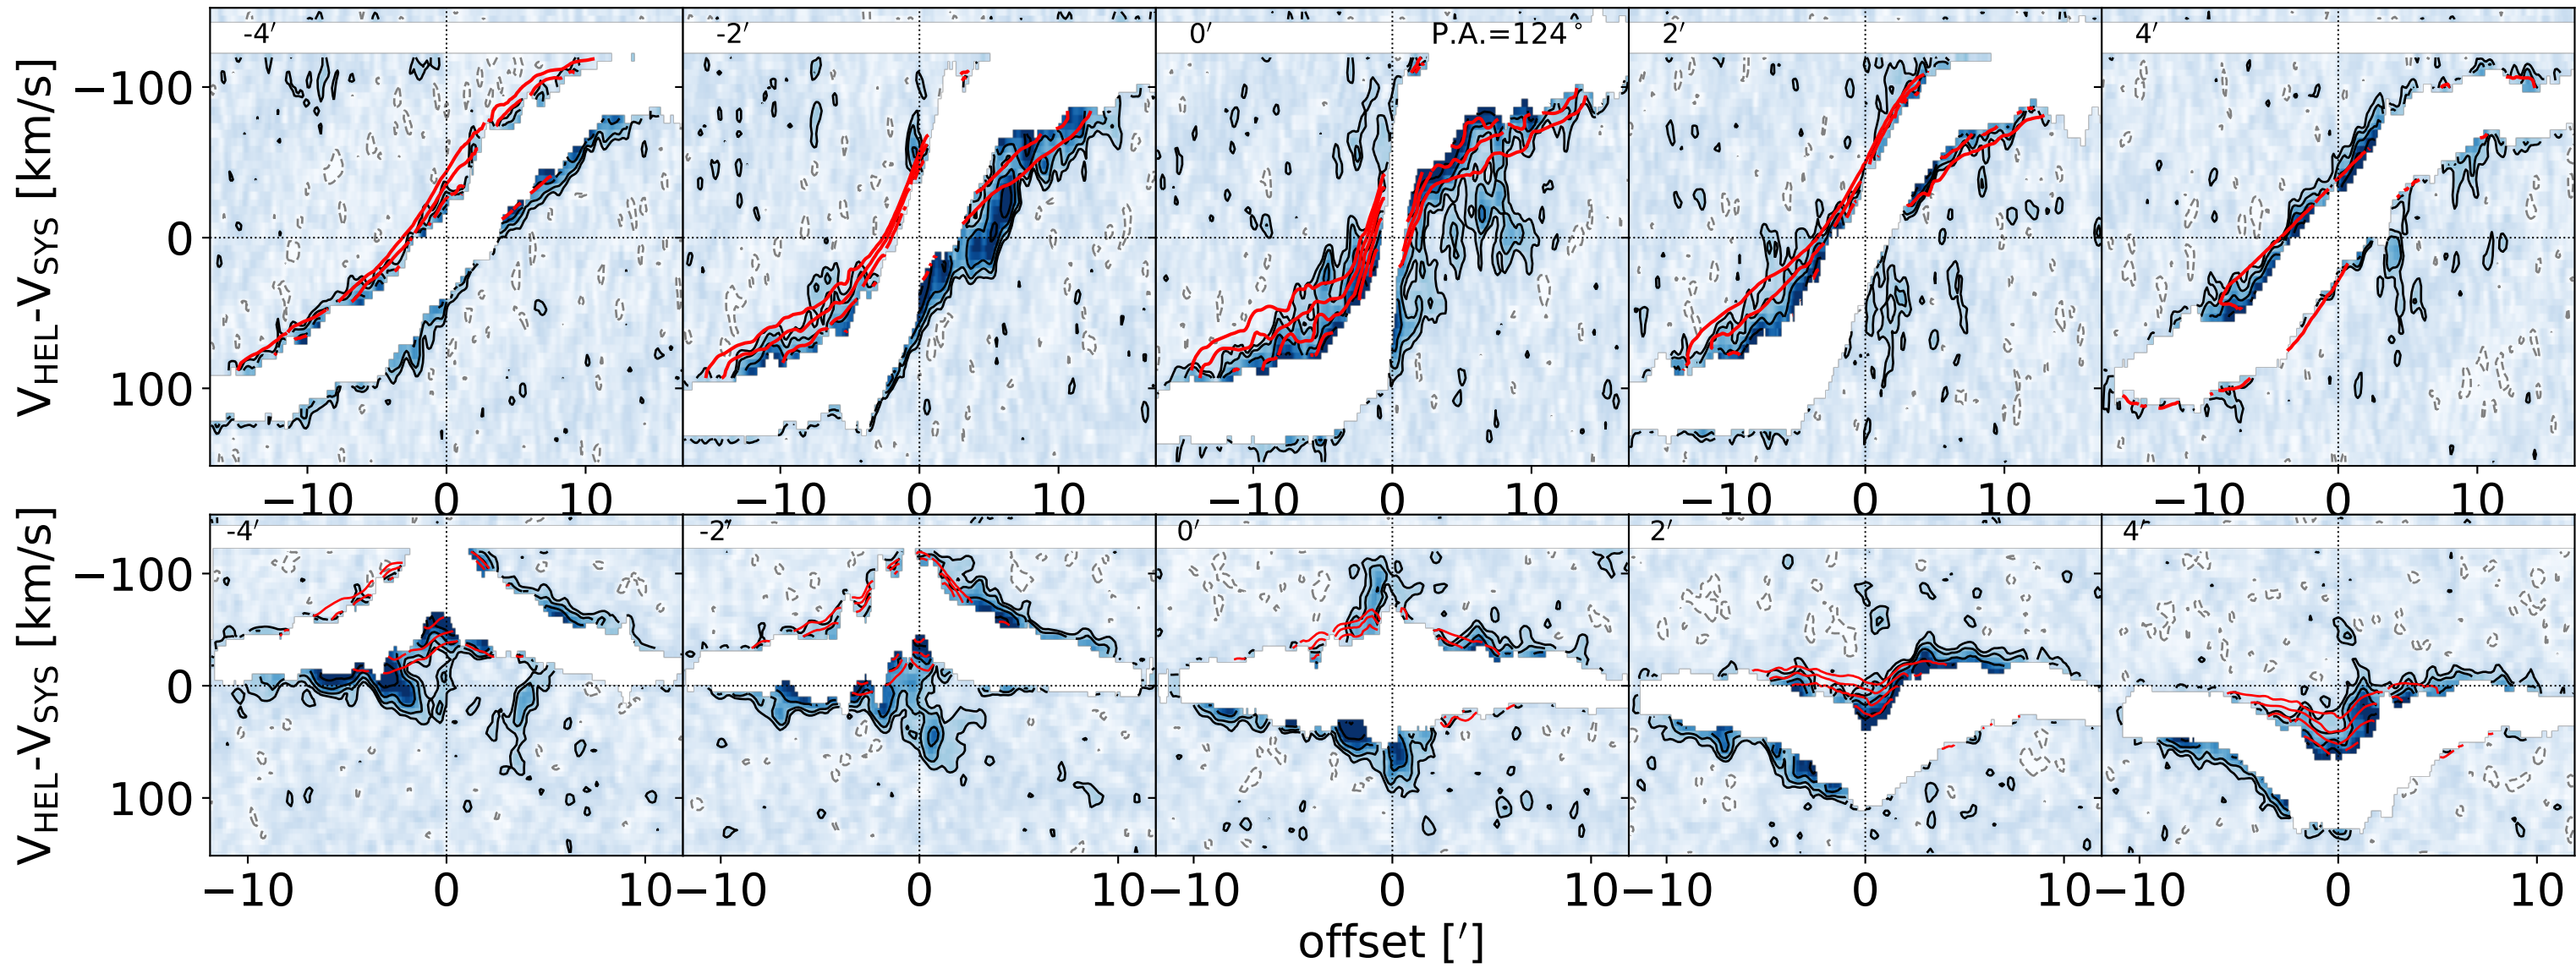 -4′ -2′ 0′ P.A.=124° 2′ 4′
V_HEL-V_SYS [km/s]
−100
0
100
−10 0 10 −10 0 10 −10 0 10 −10 0 10 −10 0 10
-4′ -2′ 0′ 2′ 4′
V_HEL-V_SYS [km/s]
−100
0
100
−10 0 10 −10 0 10 −10 0 10 −10 0 10 −10 0 10
offset [′]